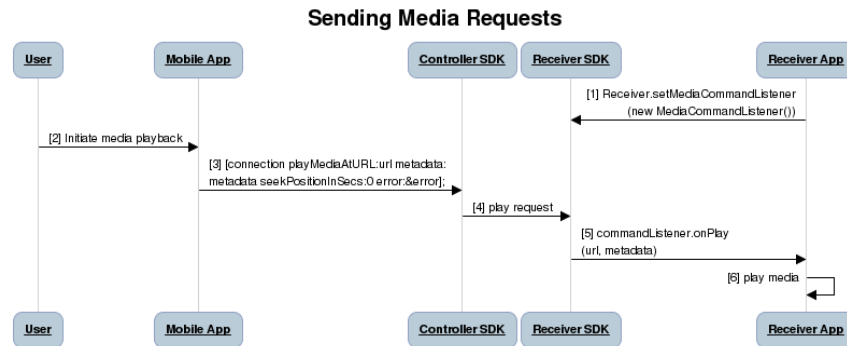 Sending Media Requests
User
Mobile App
Controller SDK
Receiver SDK
Receiver App
[1] Receiver.setMediaCommandListener
(new MediaCommandListener())
[2] Initiate media playback
[3] [connection playMediaAtURL:url metadata:
metadata seekPositionInSecs:0 error:&error];
[4] play request
[5] commandListener.onPlay
(url, metadata)
[6] play media
User
Mobile App
Controller SDK
Receiver SDK
Receiver App